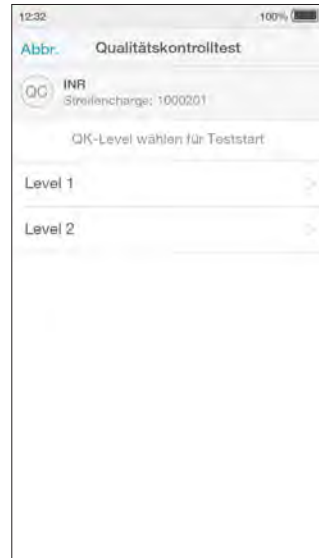 12:32 100%
Abbr. Qualitätskontrolltest
QC INR
Streifencharge: 1000201
QK-Level wählen für Teststart
Level 1
Level 2